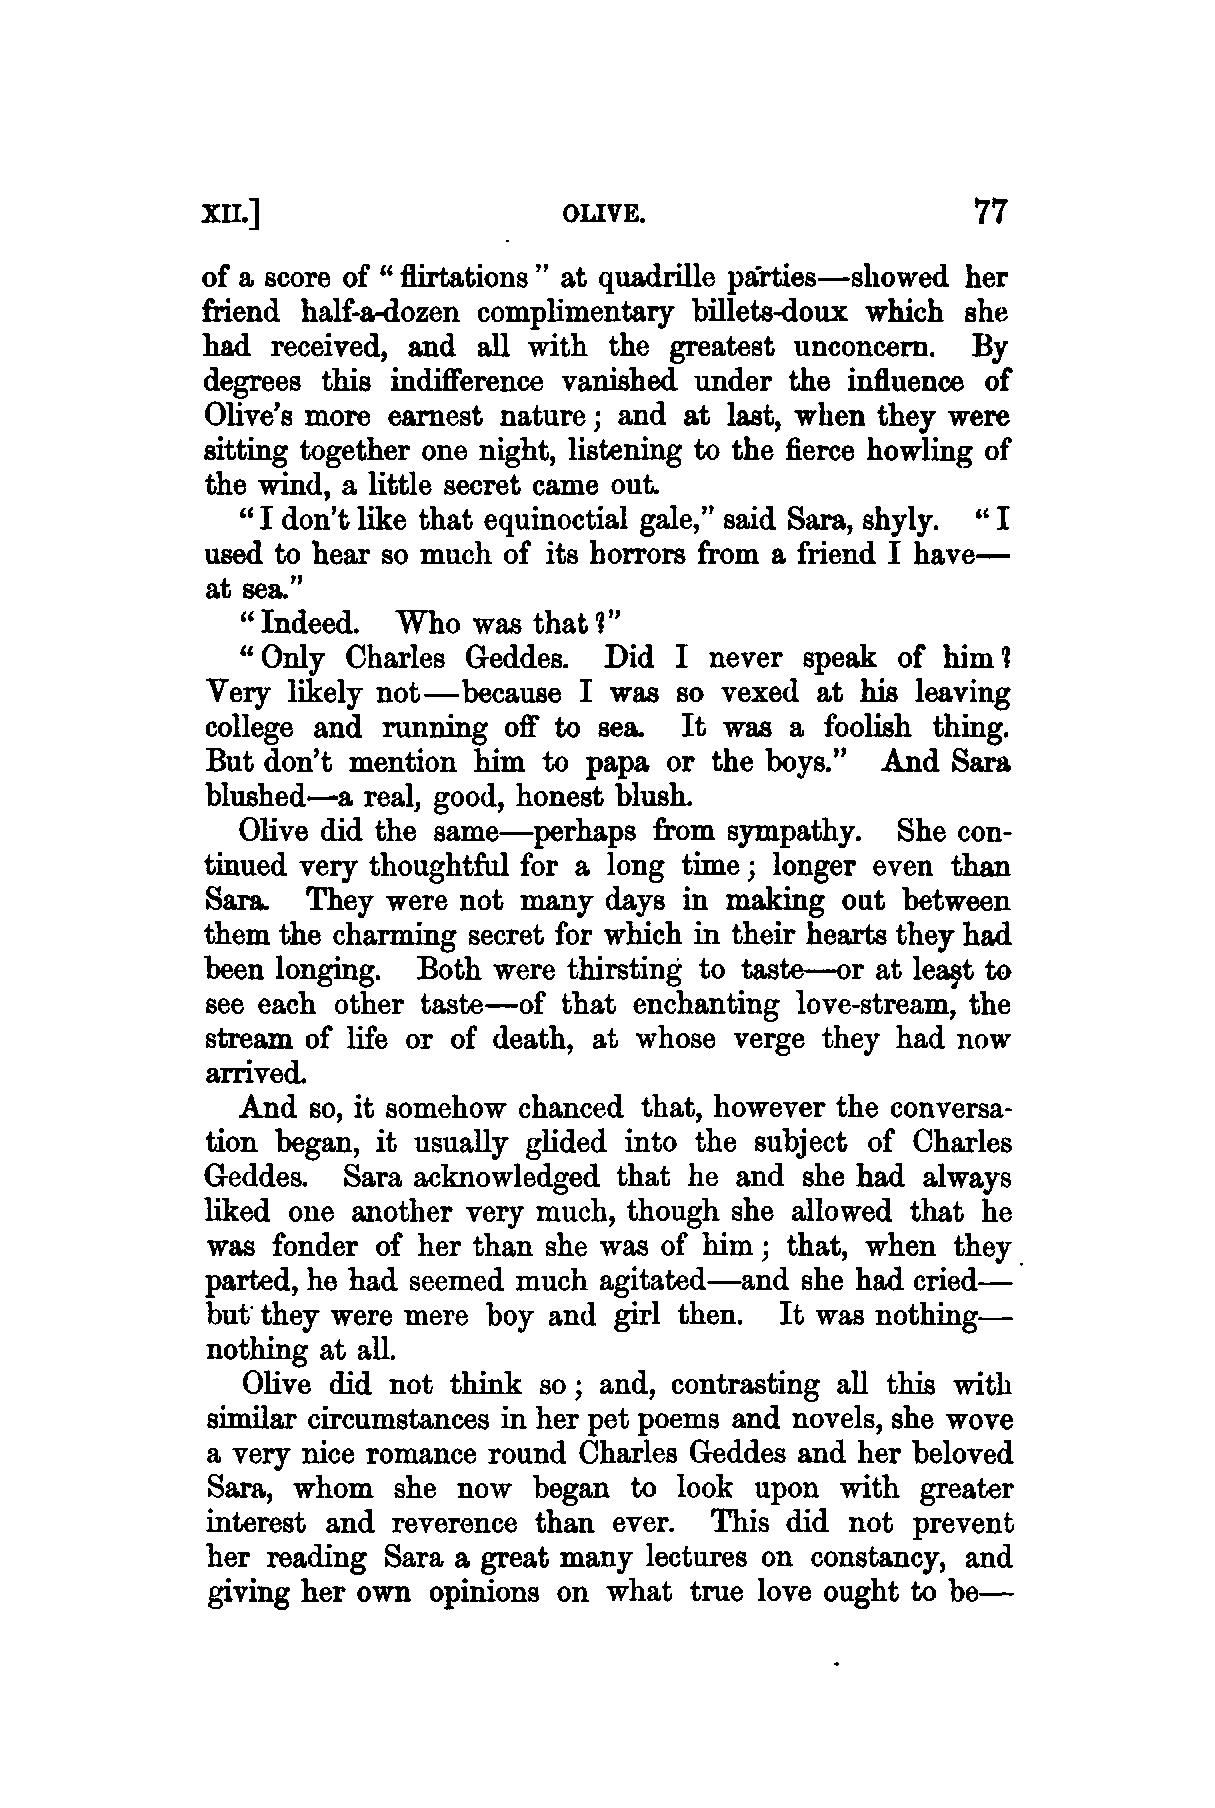 XII.] OLIVE. 77
of a score of “ flirtations ” at quadrille parties—showed her
friend half-a-dozen complimentary billets-doux which she
had received, and all with the greatest unconcern. By
degrees this indifference vanished under the influence of
Olive’s more earnest nature ; and at last, when they were
sitting together one night, listening to the fierce howling of
the wind, a little secret came out.
“ I don’t like that equinoctial gale,” said Sara, shyly. “ I
used to hear so much of its horrors from a friend I have—
at sea.”
“ Indeed. Who was that ?”
“ Only Charles Geddes. Did I never speak of him ?
Very likely not—because I was so vexed at his leaving
college and running off to sea. It was a foolish thing.
But don’t mention him to papa or the boys.” And Sara
blushed—a real, good, honest blush.
Olive did the same—perhaps from sympathy. She con-
tinued very thoughtful for a long time ; longer even than
Sara. They were not many days in making out between
them the charming secret for which in their hearts they had
been longing. Both were thirsting to taste—or at least to
see each other taste—of that enchanting love-stream, the
stream of life or of death, at whose verge they had now
arrived.
And so, it somehow chanced that, however the conversa-
tion began, it usually glided into the subject of Charles
Geddes. Sara acknowledged that he and she had always
liked one another very much, though she allowed that he
was fonder of her than she was of him ; that, when they
parted, he had seemed much agitated—and she had cried—
but they were mere boy and girl then. It was nothing—
nothing at all.
Olive did not think so ; and, contrasting all this with
similar circumstances in her pet poems and novels, she wove
a very nice romance round Charles Geddes and her beloved
Sara, whom she now began to look upon with greater
interest and reverence than ever. This did not prevent
her reading Sara a great many lectures on constancy, and
giving her own opinions on what true love ought to be—